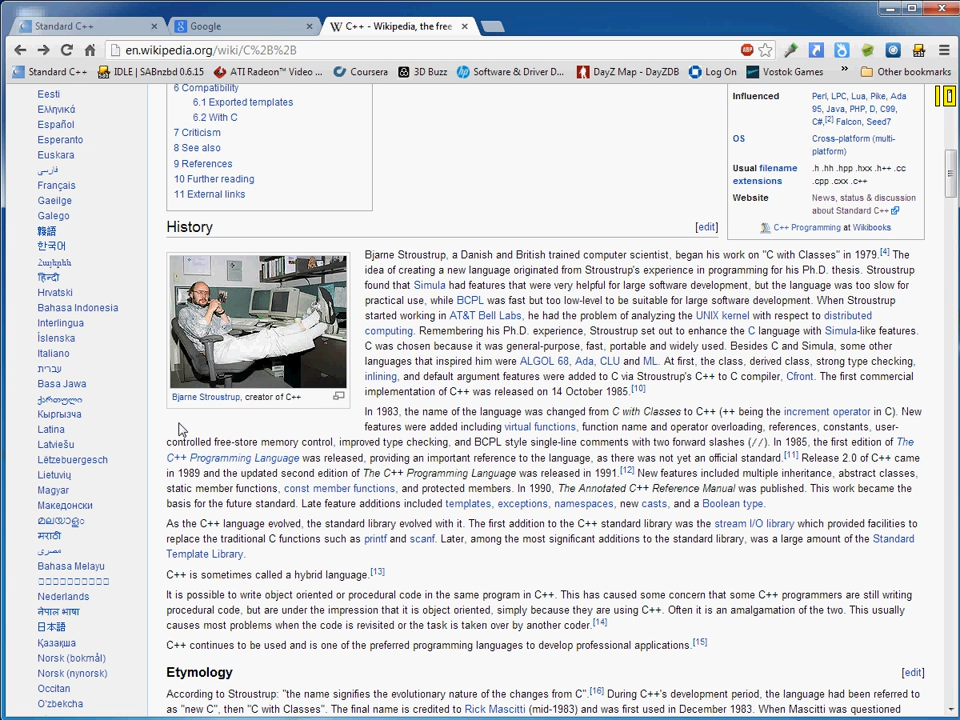 Standard C++
Google
C++ - Wikipedia, the free
en.wikipedia.org/wiki/C%2B%2B
Standard C++
IDLE | SABnzbd 0.6.15
ATI Radeon™ Video ...
Coursera
3D Buzz
Software & Driver D...
DayZ Map - DayZDB
Log On
Vostok Games
»
Other bookmarks
Eesti
Ελληνικά
Español
Esperanto
Euskara
فارسی
Français
Gaeilge
Galego
한국어
Հայերեն
हिन्दी
Hrvatski
Bahasa Indonesia
Interlingua
Íslenska
Italiano
עברית
Basa Jawa
ქართული
Кыргызча
Latina
Latviešu
Lëtzebuergesch
Lietuvių
Magyar
Македонски
മലയാളം
मराठी
مصرى
Bahasa Melayu
Nederlands
नेपाल भाषा
日本語
Қазақша
Norsk (bokmål)
Norsk (nynorsk)
Occitan
O'zbekcha
6 Compatibility
6.1 Exported templates
6.2 With C
7 Criticism
8 See also
9 References
10 Further reading
11 External links
Influenced
Perl, LPC, Lua, Pike, Ada
95, Java, PHP, D, C99,
C#,[2] Falcon, Seed7
OS
Cross-platform (multi-
platform)
Usual filename
extensions
.h .hh .hpp .hxx .h++ .cc
.cpp .cxx .c++
Website
News, status & discussion
about Standard C++
C++ Programming at Wikibooks
History
[edit]
Bjarne Stroustrup, creator of C++
Bjarne Stroustrup, a Danish and British trained computer scientist, began his work on "C with Classes" in 1979.[4] The
idea of creating a new language originated from Stroustrup's experience in programming for his Ph.D. thesis. Stroustrup
found that Simula had features that were very helpful for large software development, but the language was too slow for
practical use, while BCPL was fast but too low-level to be suitable for large software development. When Stroustrup
started working in AT&T Bell Labs, he had the problem of analyzing the UNIX kernel with respect to distributed
computing. Remembering his Ph.D. experience, Stroustrup set out to enhance the C language with Simula-like features.
C was chosen because it was general-purpose, fast, portable and widely used. Besides C and Simula, some other
languages that inspired him were ALGOL 68, Ada, CLU and ML. At first, the class, derived class, strong type checking,
inlining, and default argument features were added to C via Stroustrup's C++ to C compiler, Cfront. The first commercial
implementation of C++ was released on 14 October 1985.[10]
In 1983, the name of the language was changed from C with Classes to C++ (++ being the increment operator in C). New
features were added including virtual functions, function name and operator overloading, references, constants, user-
controlled free-store memory control, improved type checking, and BCPL style single-line comments with two forward slashes (//). In 1985, the first edition of The
C++ Programming Language was released, providing an important reference to the language, as there was not yet an official standard.[11] Release 2.0 of C++ came
in 1989 and the updated second edition of The C++ Programming Language was released in 1991.[12] New features included multiple inheritance, abstract classes,
static member functions, const member functions, and protected members. In 1990, The Annotated C++ Reference Manual was published. This work became the
basis for the future standard. Late feature additions included templates, exceptions, namespaces, new casts, and a Boolean type.
As the C++ language evolved, the standard library evolved with it. The first addition to the C++ standard library was the stream I/O library which provided facilities to
replace the traditional C functions such as printf and scanf. Later, among the most significant additions to the standard library, was a large amount of the Standard
Template Library.
C++ is sometimes called a hybrid language.[13]
It is possible to write object oriented or procedural code in the same program in C++. This has caused some concern that some C++ programmers are still writing
procedural code, but are under the impression that it is object oriented, simply because they are using C++. Often it is an amalgamation of the two. This usually
causes most problems when the code is revisited or the task is taken over by another coder.[14]
C++ continues to be used and is one of the preferred programming languages to develop professional applications.[15]
Etymology
[edit]
According to Stroustrup: "the name signifies the evolutionary nature of the changes from C".[16] During C++'s development period, the language had been referred to
as "new C", then "C with Classes". The final name is credited to Rick Mascitti (mid-1983) and was first used in December 1983. When Mascitti was questioned